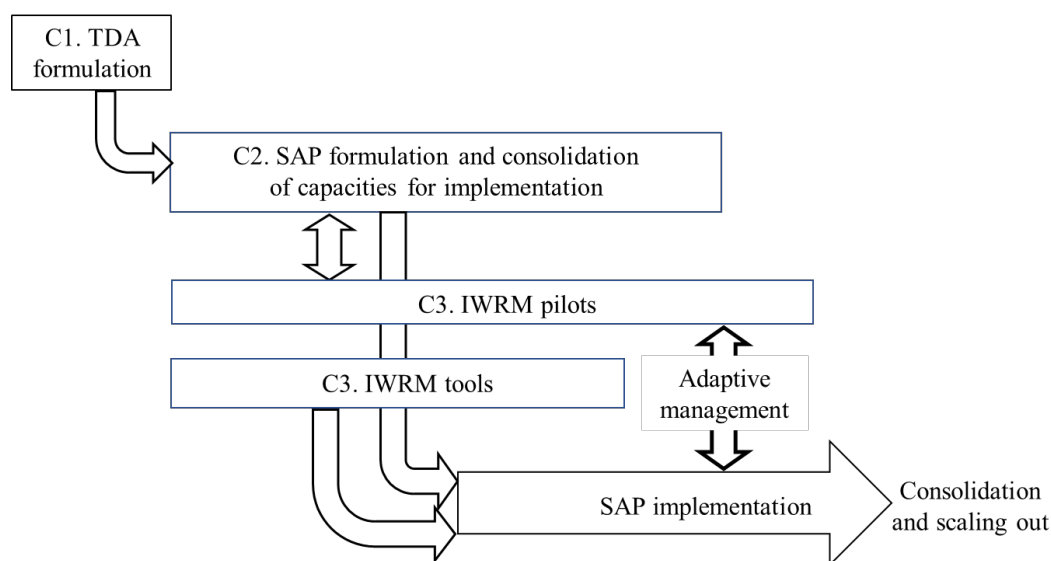 C1. TDA
formulation
C2. SAP formulation and consolidation
of capacities for implementation
C3. IWRM pilots
C3. IWRM tools
Adaptive
management
SAP implementation
Consolidation
and scaling out